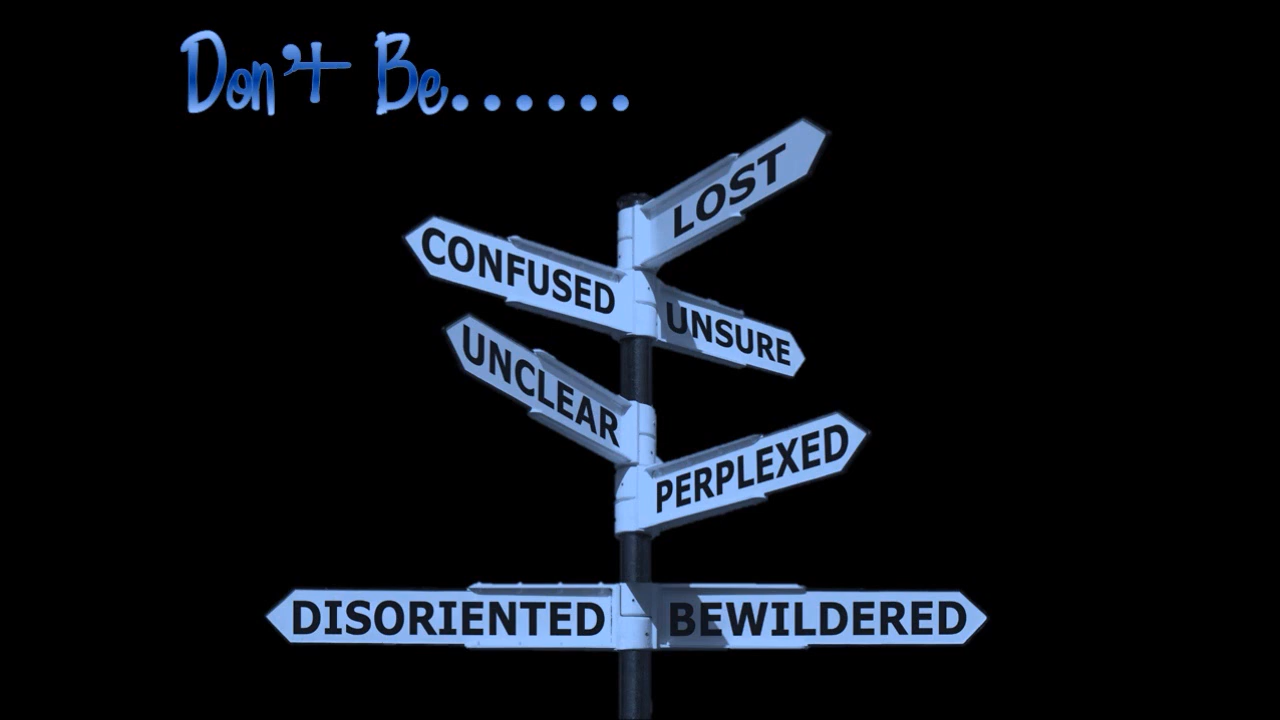 Don't Be......
LOST
CONFUSED
UNSURE
UNCLEAR
PERPLEXED
DISORIENTED
BEWILDERED